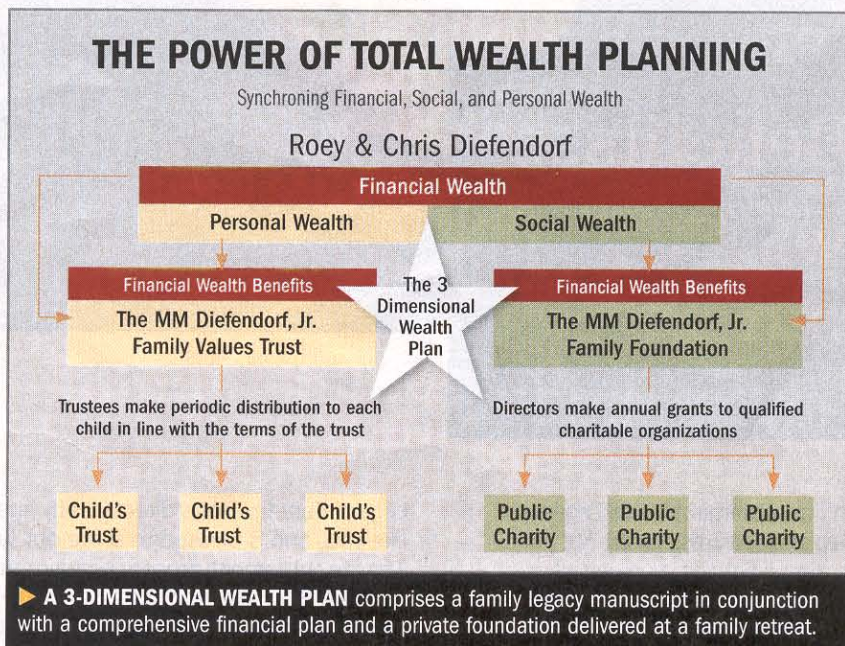 THE POWER OF TOTAL WEALTH PLANNING
Synchroning Financial, Social, and Personal Wealth
Roey & Chris Diefendorf
Financial Wealth
Personal Wealth
Social Wealth
Financial Wealth Benefits
The MM Diefendorf, Jr.
Family Values Trust
The 3
Dimensional
Wealth
Plan
Financial Wealth Benefits
The MM Diefendorf, Jr.
Family Foundation
Trustees make periodic distribution to each
child in line with the terms of the trust
Directors make annual grants to qualified
charitable organizations
Child's
Trust
Child's
Trust
Child's
Trust
Public
Charity
Public
Charity
Public
Charity
▶ A 3-DIMENSIONAL WEALTH PLAN comprises a family legacy manuscript in conjunction
with a comprehensive financial plan and a private foundation delivered at a family retreat.